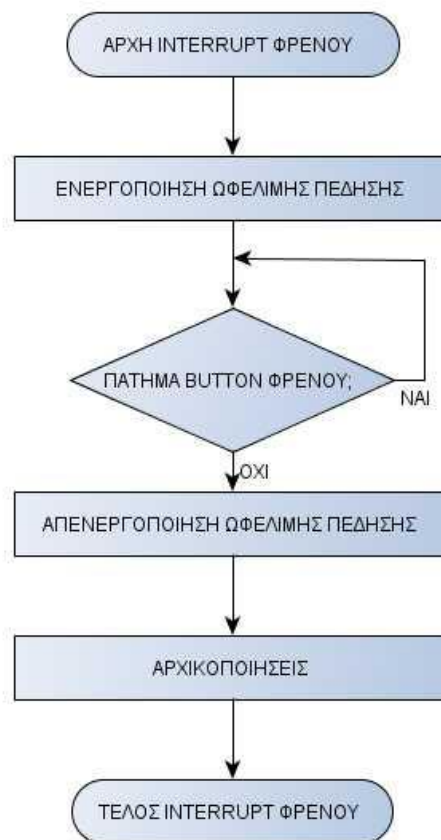 ΑΡΧΗ INTERRUPT ΦΡΕΝΟΥ
ΕΝΕΡΓΟΠΟΙΗΣΗ ΩΦΕΛΙΜΗΣ ΠΕΔΗΣΗΣ
ΠΑΤΗΜΑ BUTTON ΦΡΕΝΟΥ;
ΝΑΙ
ΟΧΙ
ΑΠΕΝΕΡΓΟΠΟΙΗΣΗ ΩΦΕΛΙΜΗΣ ΠΕΔΗΣΗΣ
ΑΡΧΙΚΟΠΟΙΗΣΕΙΣ
ΤΕΛΟΣ INTERRUPT ΦΡΕΝΟΥ